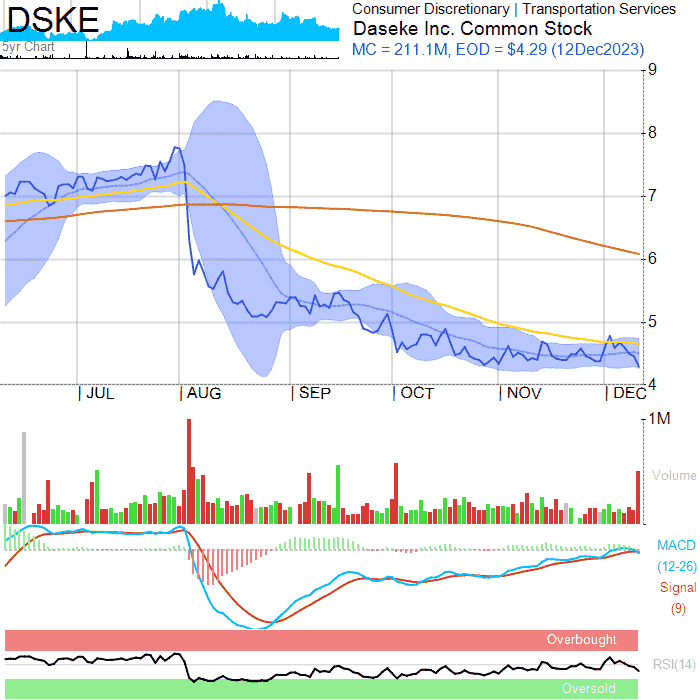 DSKE
5yr Chart
Consumer Discretionary | Transportation Services
Daseke Inc. Common Stock
MC = 211.1M, EOD = $4.29 (12Dec2023)
9
8
7
6
5
4
JUL
AUG
SEP
OCT
NOV
DEC
1M
Volume
MACD
(12-26)
Signal
(9)
Overbought
RSI(14)
Oversold